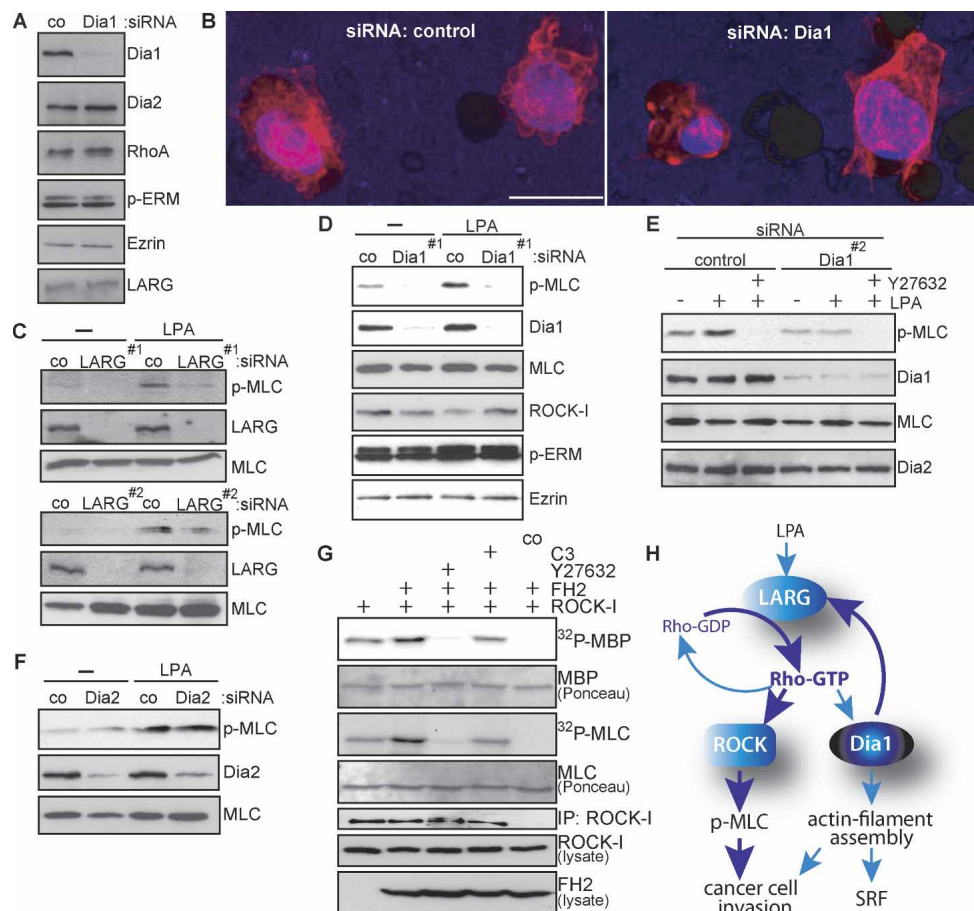 A
co Dia1 :siRNA
Dia1
Dia2
RhoA
p-ERM
Ezrin
LARG
B
siRNA: control
siRNA: Dia1
C
— LPA
co LARG#1 co LARG#1 :siRNA
p-MLC
LARG
MLC
co LARG#2 co LARG#2 :siRNA
p-MLC
LARG
MLC
D
— LPA
co Dia1#1 co Dia1#1 :siRNA
p-MLC
Dia1
MLC
ROCK-I
p-ERM
Ezrin
E
siRNA
control Dia1#2
+ + Y27632
- + + - + + LPA
p-MLC
Dia1
MLC
Dia2
F
— LPA
co Dia2 co Dia2 :siRNA
p-MLC
Dia2
MLC
G
co
+ C3
+ Y27632
+ + + + FH2
+ + + + + ROCK-I
32P-MBP
MBP
(Ponceau)
32P-MLC
MLC
(Ponceau)
IP: ROCK-I
ROCK-I
(lysate)
FH2
(lysate)
H
LPA
LARG
Rho-GDP
Rho-GTP
ROCK
Dia1
p-MLC
actin-filament
assembly
cancer cell
invasion
SRF